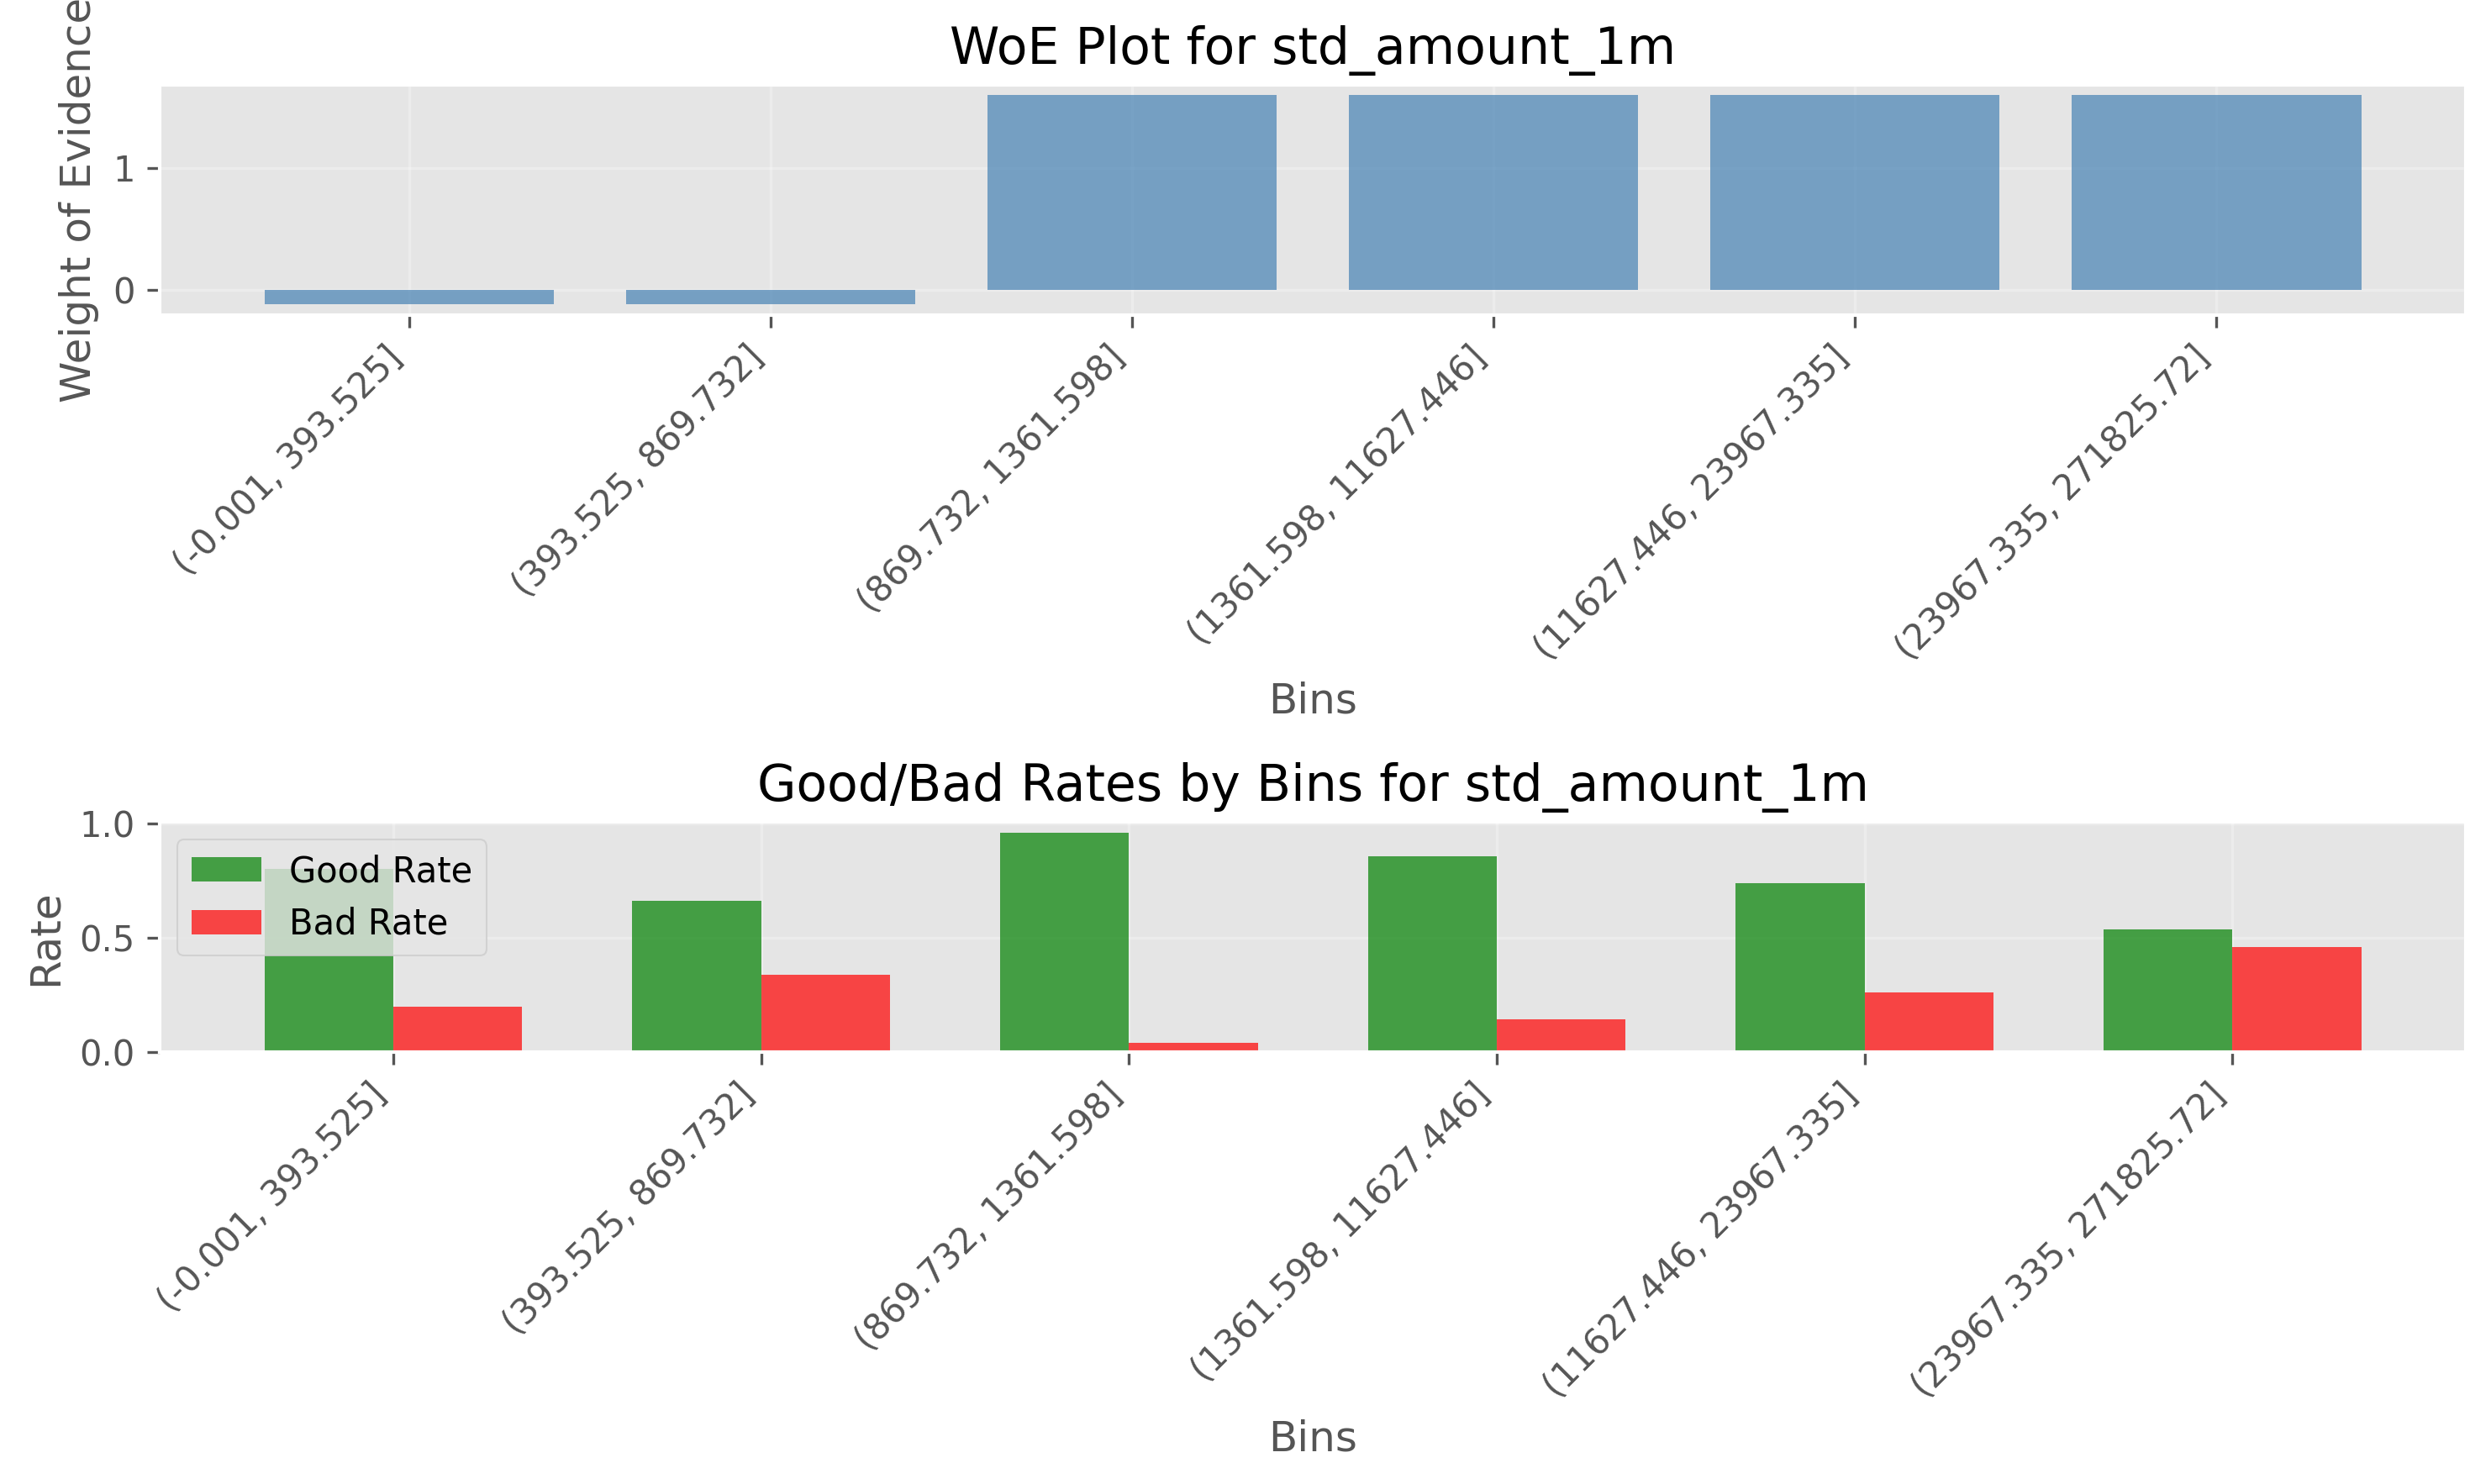 WoE Plot for std_amount_1m
Weight of Evidence
1
0
(-0.001, 393.525]
(393.525, 869.732]
(869.732, 1361.598]
(1361.598, 11627.446]
(11627.446, 23967.335]
(23967.335, 271825.72]
Bins
Good/Bad Rates by Bins for std_amount_1m
Rate
1.0
0.5
0.0
Good Rate
Bad Rate
(-0.001, 393.525]
(393.525, 869.732]
(869.732, 1361.598]
(1361.598, 11627.446]
(11627.446, 23967.335]
(23967.335, 271825.72]
Bins